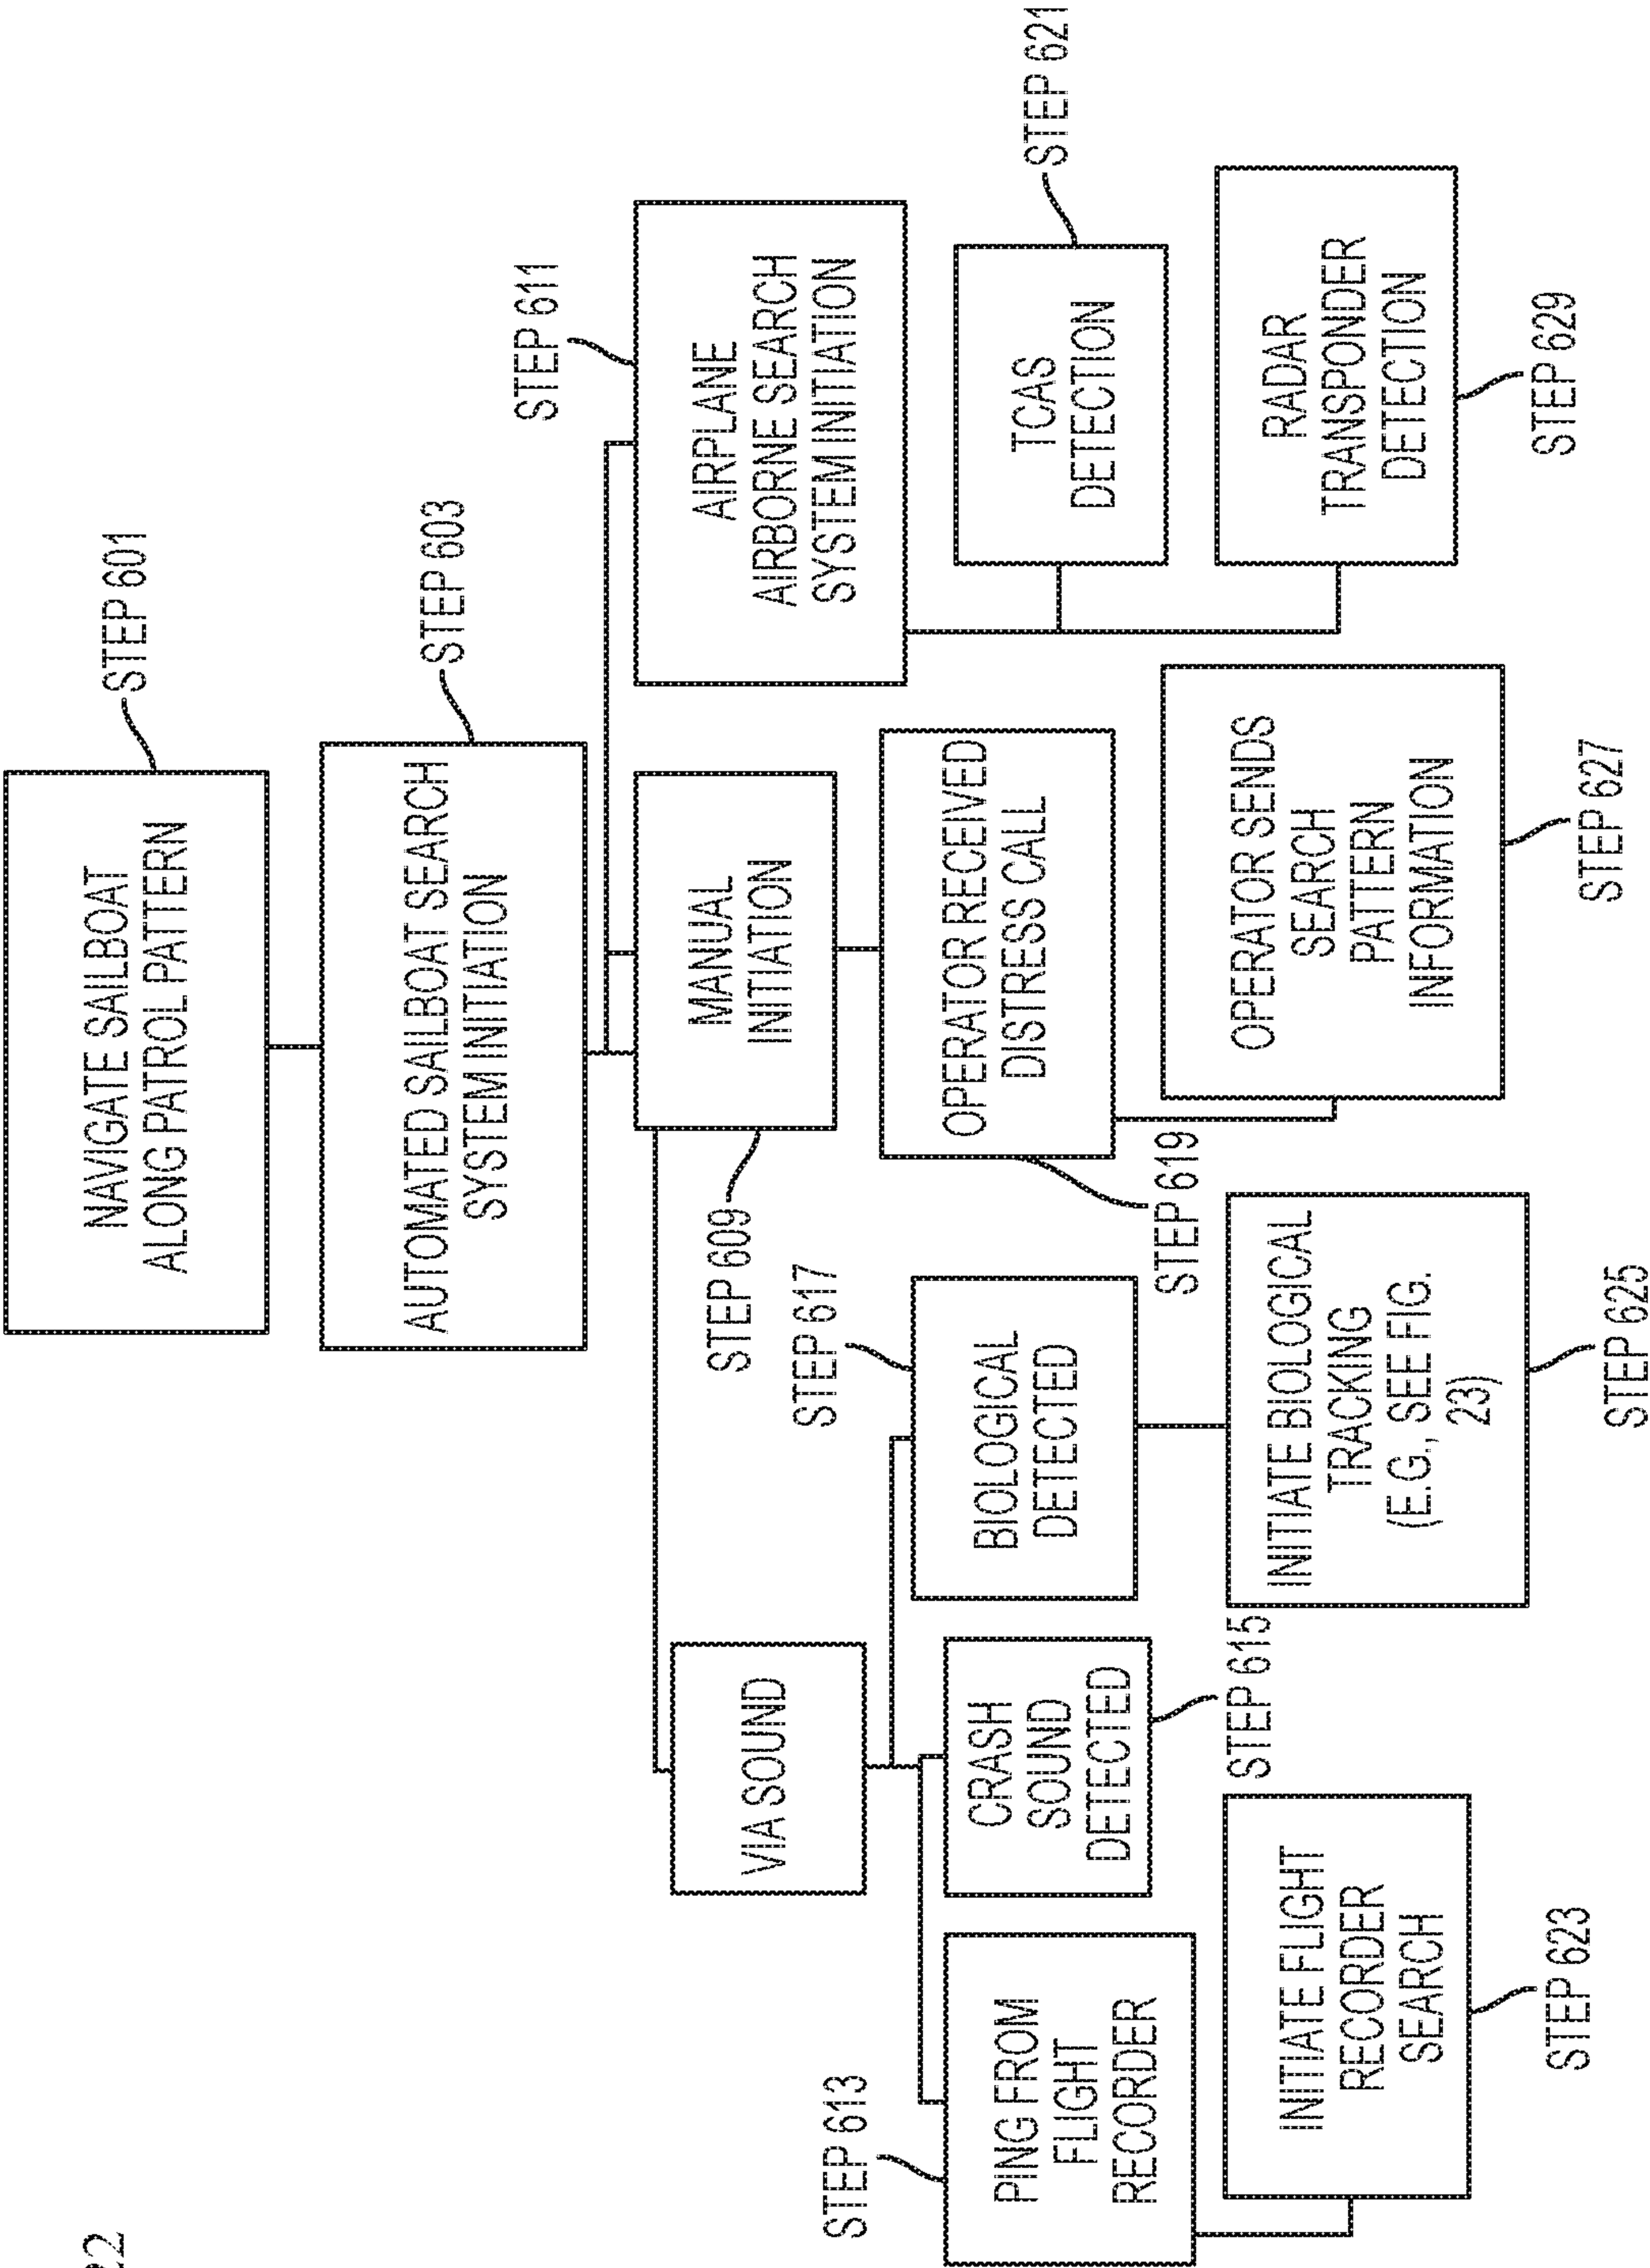 22
NAVIGATE SAILBOAT
ALONG PATROL PATTERN
STEP 601
AUTOMATED SAILBOAT SEARCH
SYSTEM INITIATION
STEP 603
VIA SOUND
MANUAL
INITIATION
STEP 609
AIRPLANE
AIRBORNE SEARCH
SYSTEM INITIATION
STEP 611
STEP 613
PING FROM
FLIGHT
RECORDER
CRASH
SOUND
DETECTED
STEP 615
STEP 617
BIOLOGICAL
DETECTED
OPERATOR RECEIVED
DISTRESS CALL
STEP 619
TCAS
DETECTION
STEP 621
INITIATE FLIGHT
RECORDER
SEARCH
STEP 623
INITIATE BIOLOGICAL
TRACKING
(E.G., SEE FIG.
23)
STEP 625
OPERATOR SENDS
SEARCH
PATTERN
INFORMATION
STEP 627
RADAR
TRANSPONDER
DETECTION
STEP 629